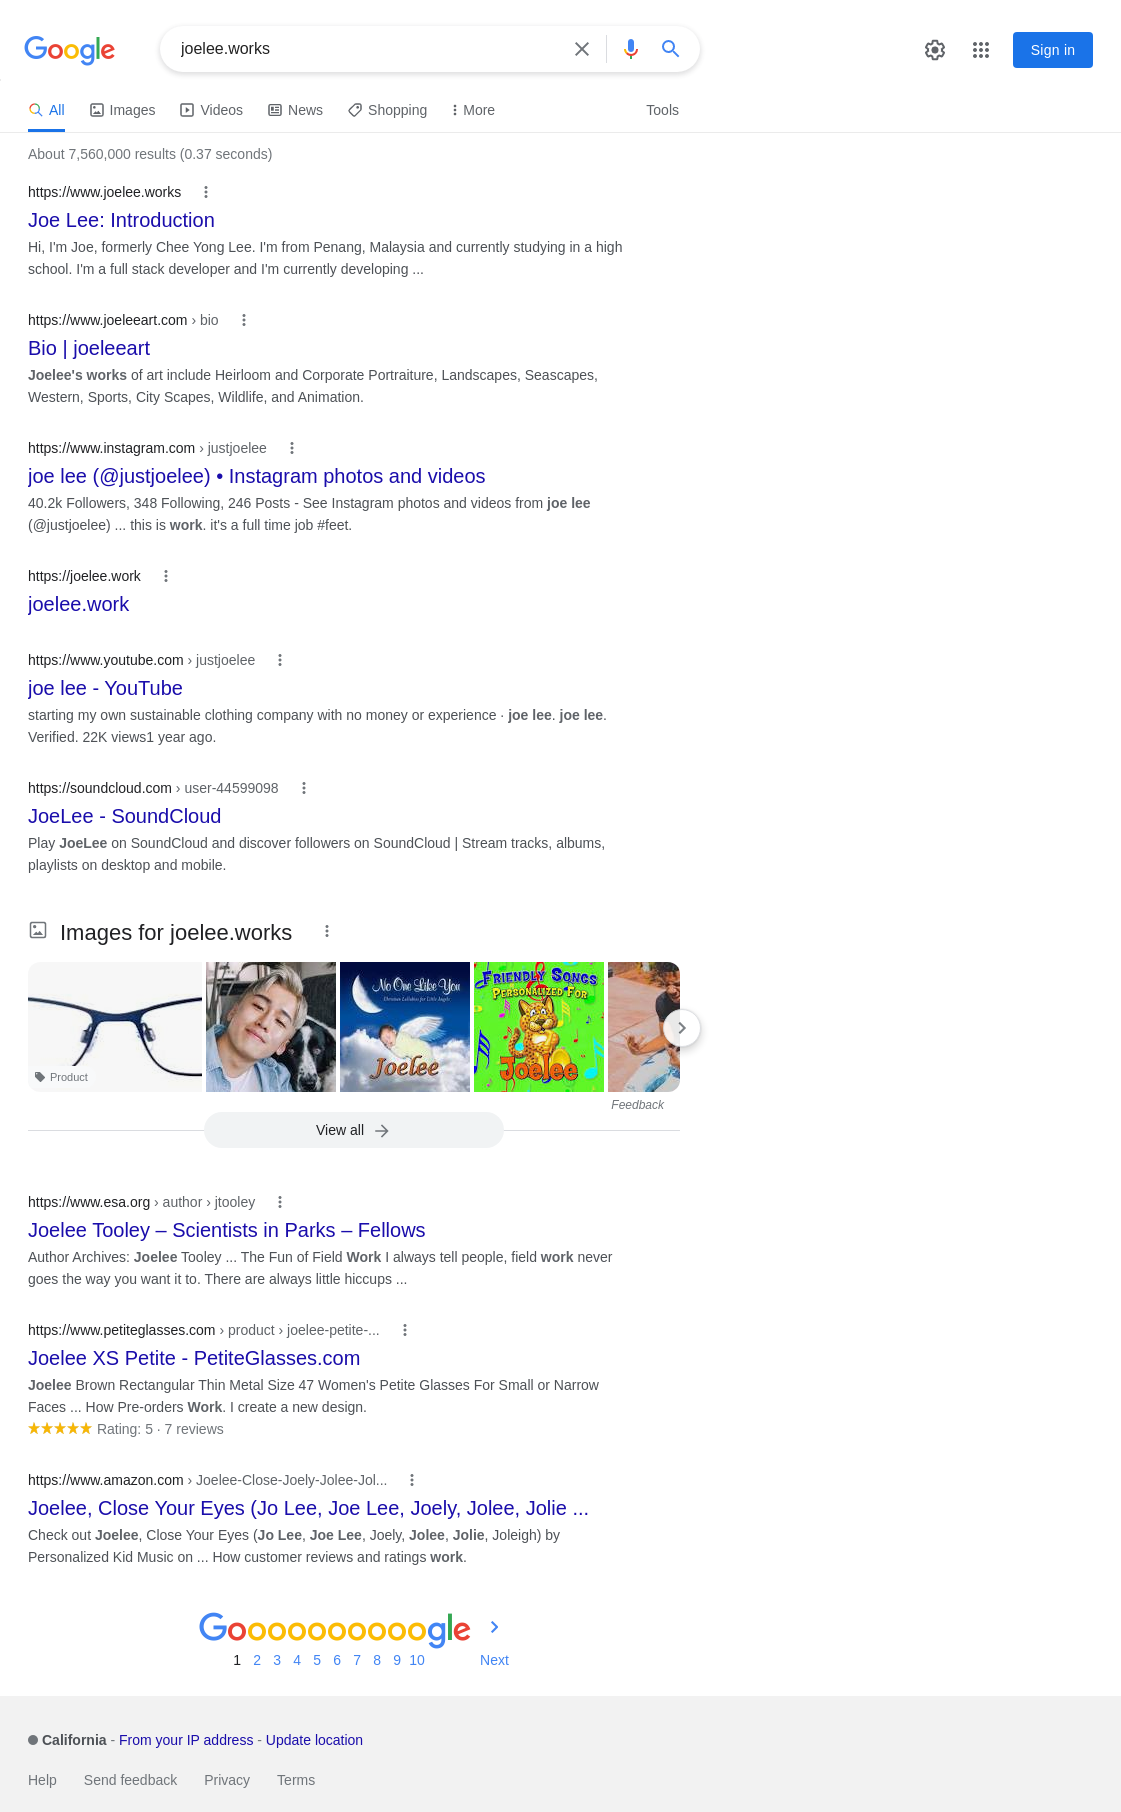 Google
joelee.works
Sign in
All
Images
Videos
News
Shopping
More
Tools
About 7,560,000 results (0.37 seconds)
https://www.joelee.works
Joe Lee: Introduction
Hi, I'm Joe, formerly Chee Yong Lee. I'm from Penang, Malaysia and currently studying in a high
school. I'm a full stack developer and I'm currently developing ...
https://www.joeleeart.com › bio
Bio | joeleeart
Joelee's works of art include Heirloom and Corporate Portraiture, Landscapes, Seascapes,
Western, Sports, City Scapes, Wildlife, and Animation.
https://www.instagram.com › justjoelee
joe lee (@justjoelee) • Instagram photos and videos
40.2k Followers, 348 Following, 246 Posts - See Instagram photos and videos from joe lee
(@justjoelee) ... this is work. it's a full time job #feet.
https://joelee.work
joelee.work
https://www.youtube.com › justjoelee
joe lee - YouTube
starting my own sustainable clothing company with no money or experience · joe lee. joe lee.
Verified. 22K views1 year ago.
https://soundcloud.com › user-44599098
JoeLee - SoundCloud
Play JoeLee on SoundCloud and discover followers on SoundCloud | Stream tracks, albums,
playlists on desktop and mobile.
Images for joelee.works
Product
No One Like You
Christian Lullabies for Little Angels
Joelee
FRIENDLY SONGS
PERSONALIZED FOR
Joelee
Feedback
View all
https://www.esa.org › author › jtooley
Joelee Tooley – Scientists in Parks – Fellows
Author Archives: Joelee Tooley ... The Fun of Field Work I always tell people, field work never
goes the way you want it to. There are always little hiccups ...
https://www.petiteglasses.com › product › joelee-petite-...
Joelee XS Petite - PetiteGlasses.com
Joelee Brown Rectangular Thin Metal Size 47 Women's Petite Glasses For Small or Narrow
Faces ... How Pre-orders Work. I create a new design.
Rating: 5 · 7 reviews
https://www.amazon.com › Joelee-Close-Joely-Jolee-Jol...
Joelee, Close Your Eyes (Jo Lee, Joe Lee, Joely, Jolee, Jolie ...
Check out Joelee, Close Your Eyes (Jo Lee, Joe Lee, Joely, Jolee, Jolie, Joleigh) by
Personalized Kid Music on ... How customer reviews and ratings work.
Goooooooooogle
1 2 3 4 5 6 7 8 9 10 Next
California - From your IP address - Update location
Help Send feedback Privacy Terms